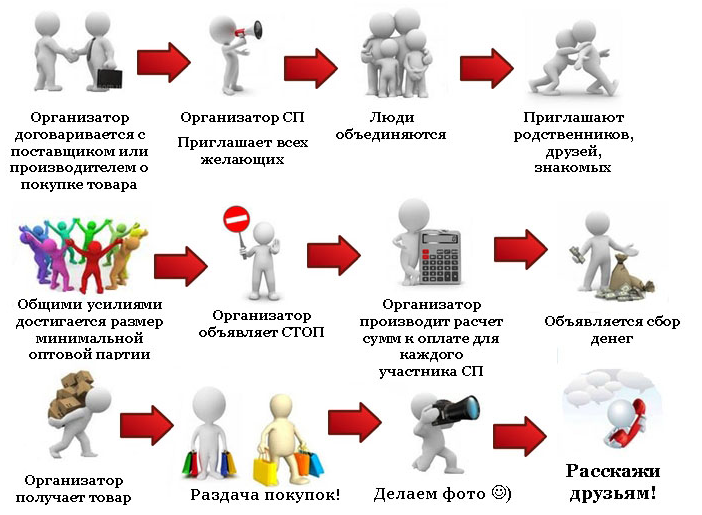 Организатор
договаривается с
поставщиком или
производителем о
покупке товара
Организатор СП
Приглашает всех
желающих
Люди
объединяются
Приглашают
родственников,
друзей,
знакомых
Общими усилиями
достигается размер
минимальной
оптовой партии
Организатор
объявляет СТОП
Организатор
производит расчет
сумм к оплате для
каждого
участника СП
Объявляется сбор
денег
Организатор
получает товар
Раздача покупок!
Делаем фото ☺)
Расскажи
друзьям!